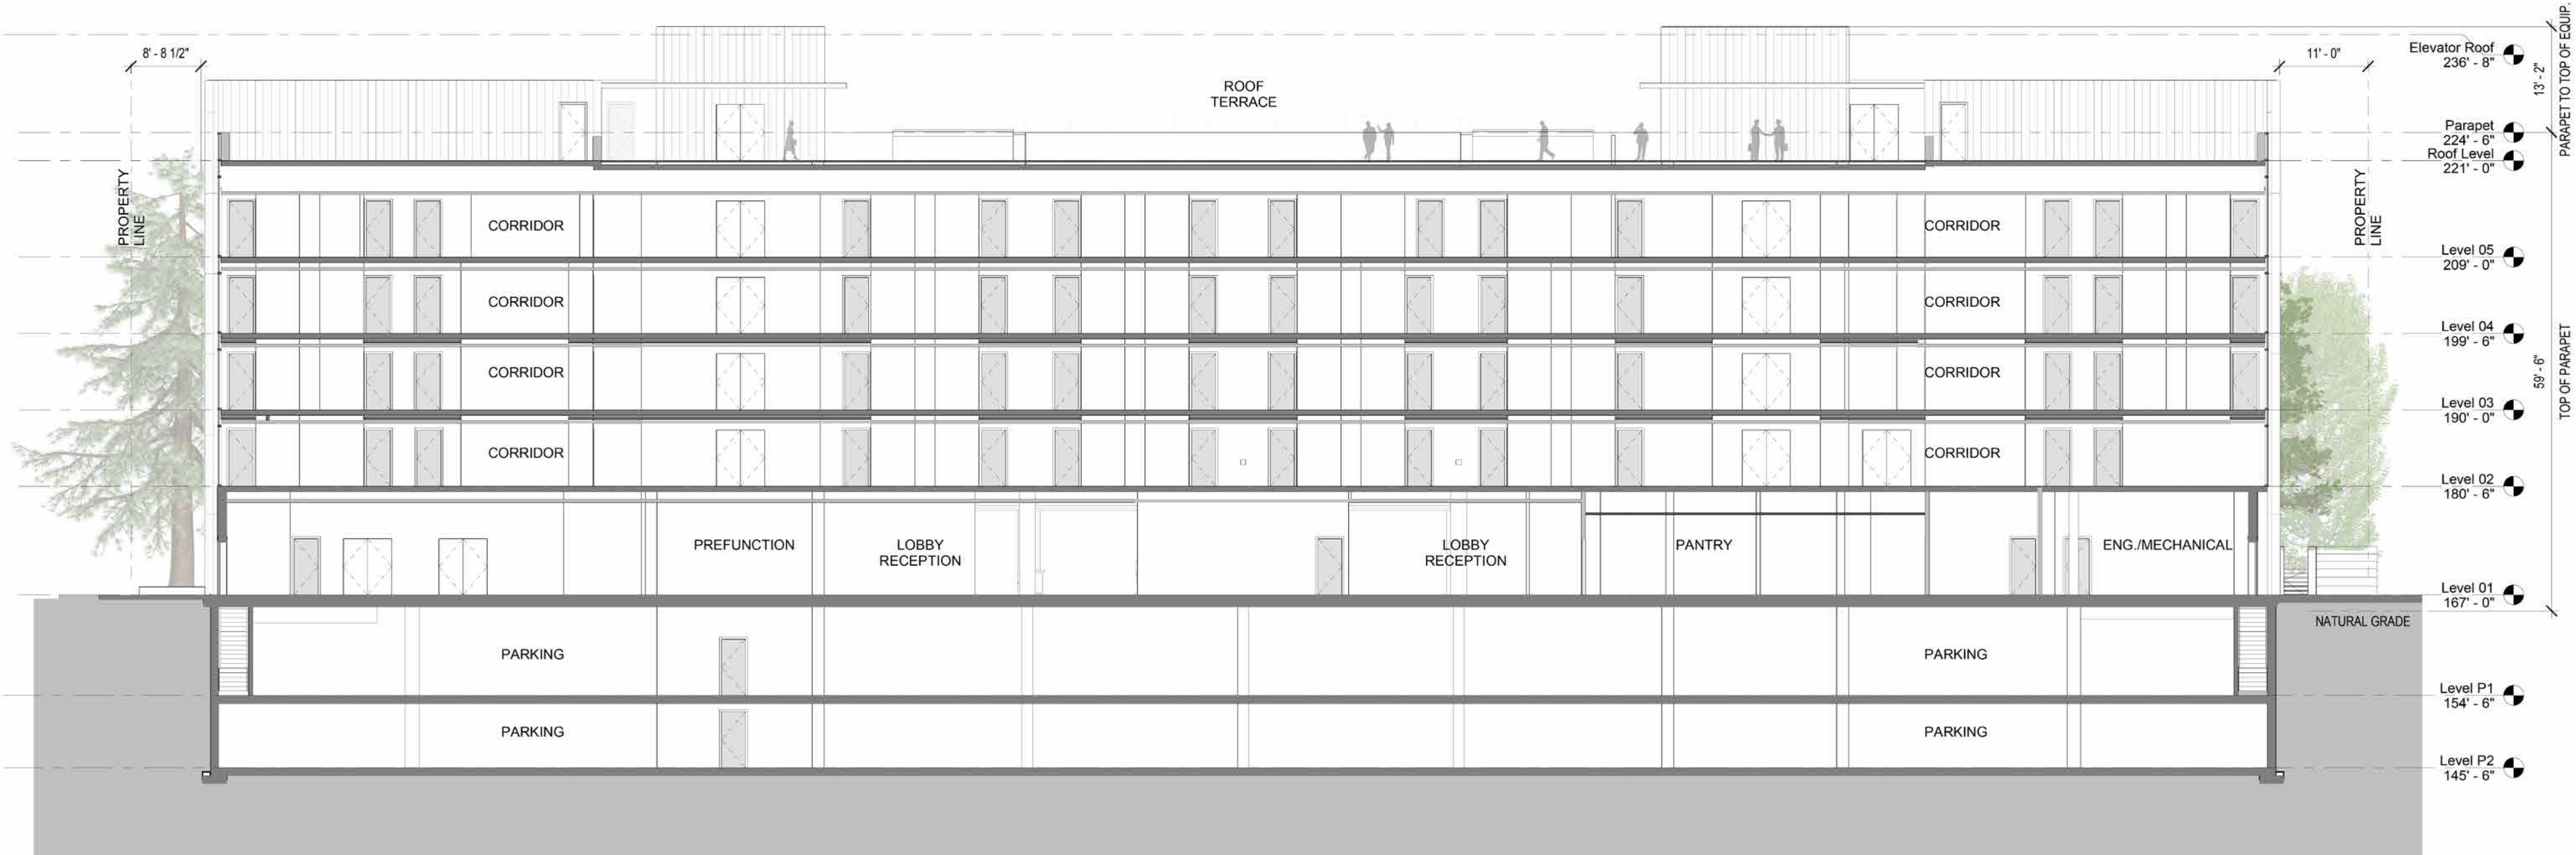 8' - 8 1/2"
11' - 0"
Elevator Roof
236' - 8"
13' - 2"
PARAPET TO TOP OF EQUIP.
ROOF
TERRACE
Parapet
224' - 6"
Roof Level
221' - 0"
PROPERTY
LINE
PROPERTY
LINE
CORRIDOR
CORRIDOR
Level 05
209' - 0"
CORRIDOR
CORRIDOR
Level 04
199' - 6"
CORRIDOR
CORRIDOR
59' - 6"
TOP OF PARAPET
Level 03
190' - 0"
CORRIDOR
CORRIDOR
Level 02
180' - 6"
PREFUNCTION
LOBBY
RECEPTION
LOBBY
RECEPTION
PANTRY
ENG./MECHANICAL
Level 01
167' - 0"
NATURAL GRADE
PARKING
PARKING
Level P1
154' - 6"
PARKING
PARKING
Level P2
145' - 6"